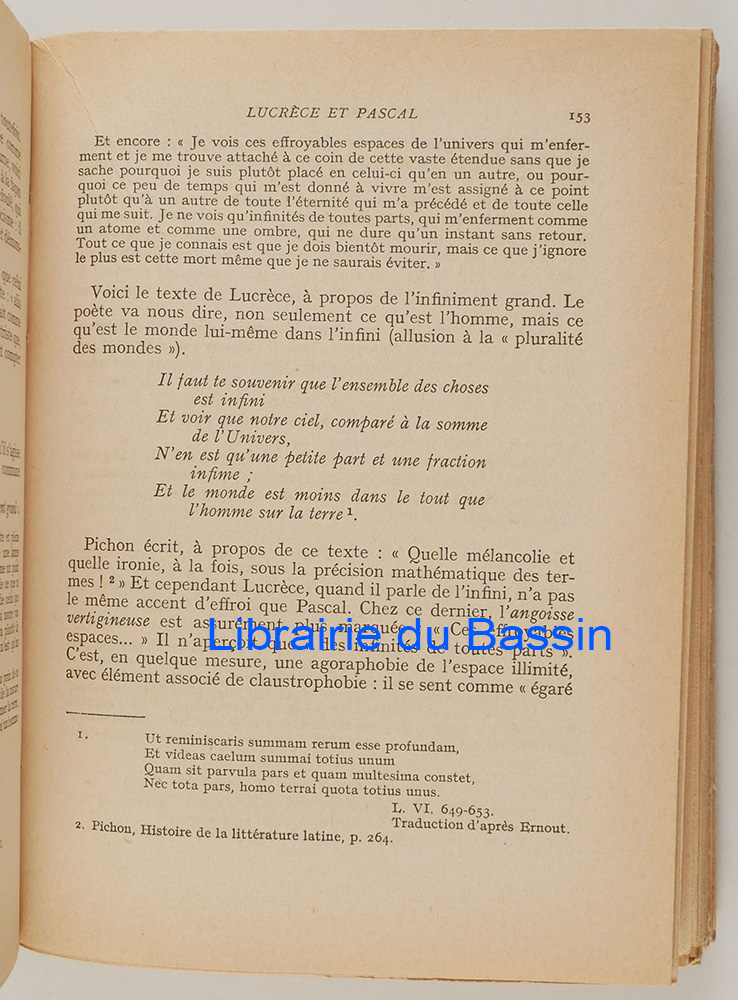 LUCRÈCE ET PASCAL 153
Et encore : « Je vois ces effroyables espaces de l'univers qui m'enfer-
ment et je me trouve attaché à ce coin de cette vaste étendue sans que je
sache pourquoi je suis plutôt placé en celui-ci qu'en un autre, ou pour-
quoi ce peu de temps qui m'est donné à vivre m'est assigné à ce point
plutôt qu'à un autre de toute l'éternité qui m'a précédé et de toute celle
qui me suit. Je ne vois qu'infinités de toutes parts, qui m'enferment comme
un atome et comme une ombre, qui ne dure qu'un instant sans retour.
Tout ce que je connais est que je dois bientôt mourir, mais ce que j'ignore
le plus est cette mort même que je ne saurais éviter. »
Voici le texte de Lucrèce, à propos de l'infiniment grand. Le
poète va nous dire, non seulement ce qu'est l'homme, mais ce
qu'est le monde lui-même dans l'infini (allusion à la « pluralité
des mondes »).
Il faut te souvenir que l'ensemble des choses
est infini
Et voir que notre ciel, comparé à la somme
de l'Univers,
N'en est qu'une petite part et une fraction
infime ;
Et le monde est moins dans le tout que
l'homme sur la terre ¹.
Pichon écrit, à propos de ce texte : « Quelle mélancolie et
quelle ironie, à la fois, sous la précision mathématique des ter-
mes ! ² » Et cependant Lucrèce, quand il parle de l'infini, n'a pas
le même accent d'effroi que Pascal. Chez ce dernier, l'angoisse
vertigineuse est assurément plus marquée : « Ces effroyables
espaces... » Il n'aperçoit que « des infinités de toutes parts ».
Librairie du Bassin
C'est, en quelque mesure, une agoraphobie de l'espace illimité,
avec élément associé de claustrophobie : il se sent comme « égaré
1. Ut reminiscaris summam rerum esse profundam,
Et videas caelum summai totius unum
Quam sit parvula pars et quam multesima constet,
Nec tota pars, homo terrai quota totius unus.
L. VI. 649-653.
Traduction d'après Ernout.
2. Pichon, Histoire de la littérature latine, p. 264.